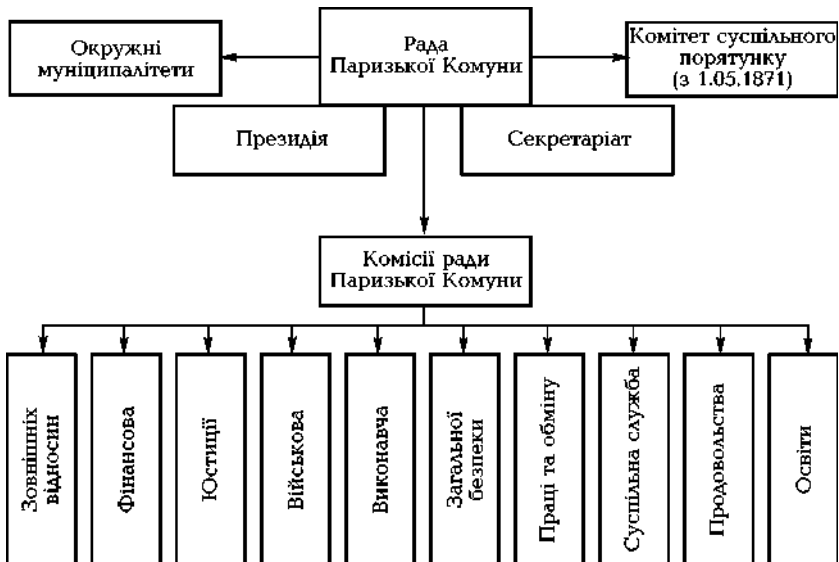 Окружні
муніципалітети
Рада
Паризької Комуни
Комітет суспільного
порятунку
(з 1.05.1871)
Президія
Секретаріат
Комісії ради
Паризької Комуни
Зовнішніх
відносин
Фінансова
Юстиції
Військова
Виконавча
Загальної
безпеки
Праці та обміну
Суспільна служба
Продовольства
Освіти